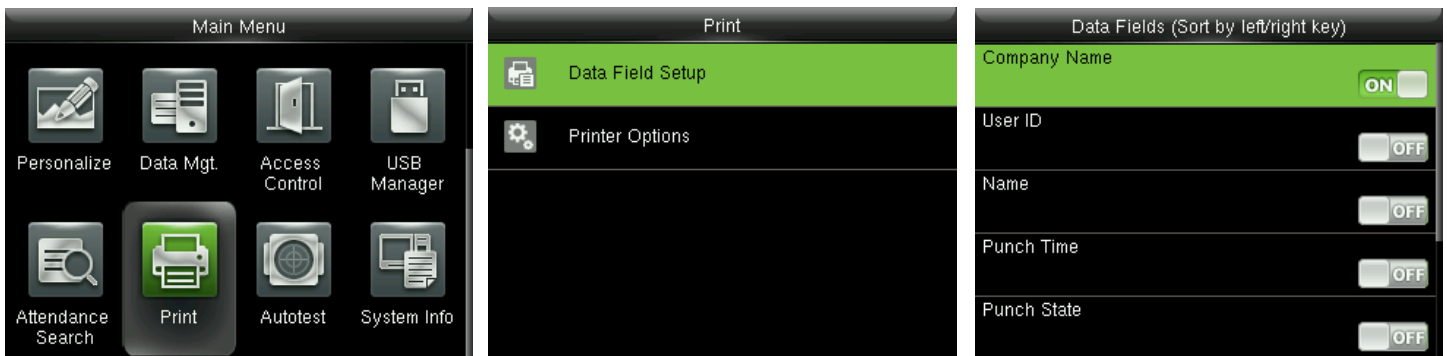 Main Menu
Personalize
Data Mgt.
Access
Control
USB
Manager
Attendance
Search
Print
Autotest
System Info
Print
Data Field Setup
Printer Options
Data Fields (Sort by left/right key)
Company Name
ON
User ID
OFF
Name
OFF
Punch Time
OFF
Punch State
OFF